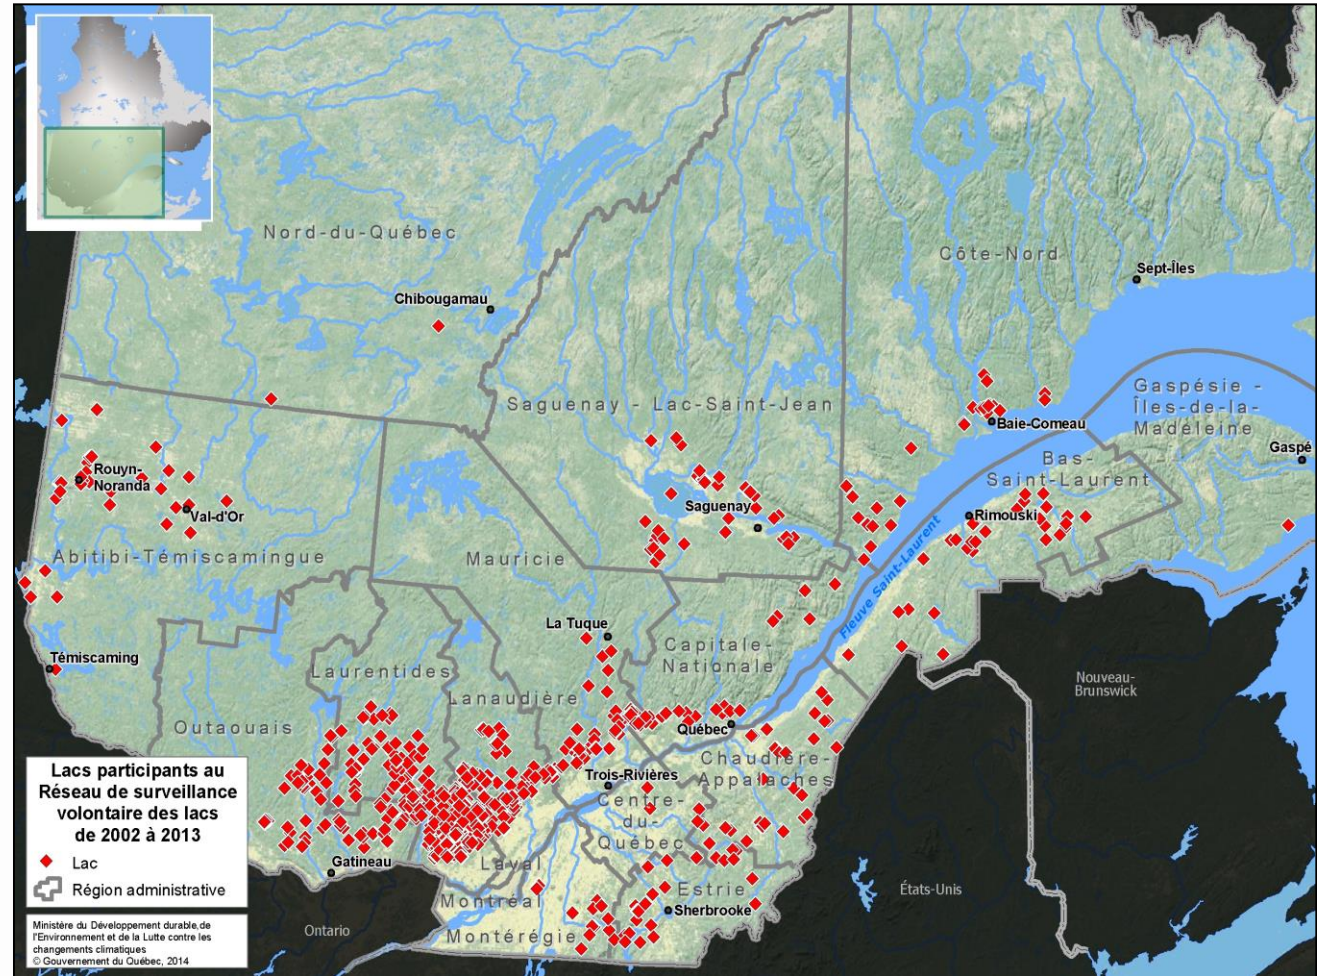 Nord-du-Québec
Côte-Nord
Sept-Îles
Chibougamau
Saguenay - Lac-Saint-Jean
Gaspésie -
Îles-de-la-
Madeleine
Baie-Comeau
Gaspé
Bas-
Saint-Laurent
Rouyn-
Noranda
Val-d'Or
Saguenay
Rimouski
Abitibi-Témiscamingue
Mauricie
Fleuve Saint-Laurent
La Tuque
Capitale-
Nationale
Témiscaming
Laurentides
Lanaudière
Nouveau-
Brunswick
Outaouais
Québec
Chaudière-
Appalaches
Trois-Rivières
Centre-
du-
Québec
Lacs participants au
Réseau de surveillance
volontaire des lacs
de 2002 à 2013
Lac
Région administrative
Gatineau
Laval
Montréal
Estrie
Sherbrooke
États-Unis
Ontario
Montérégie
Ministère du Développement durable,de
l'Environnement et de la Lutte contre les
changements climatiques
© Gouvernement du Québec, 2014